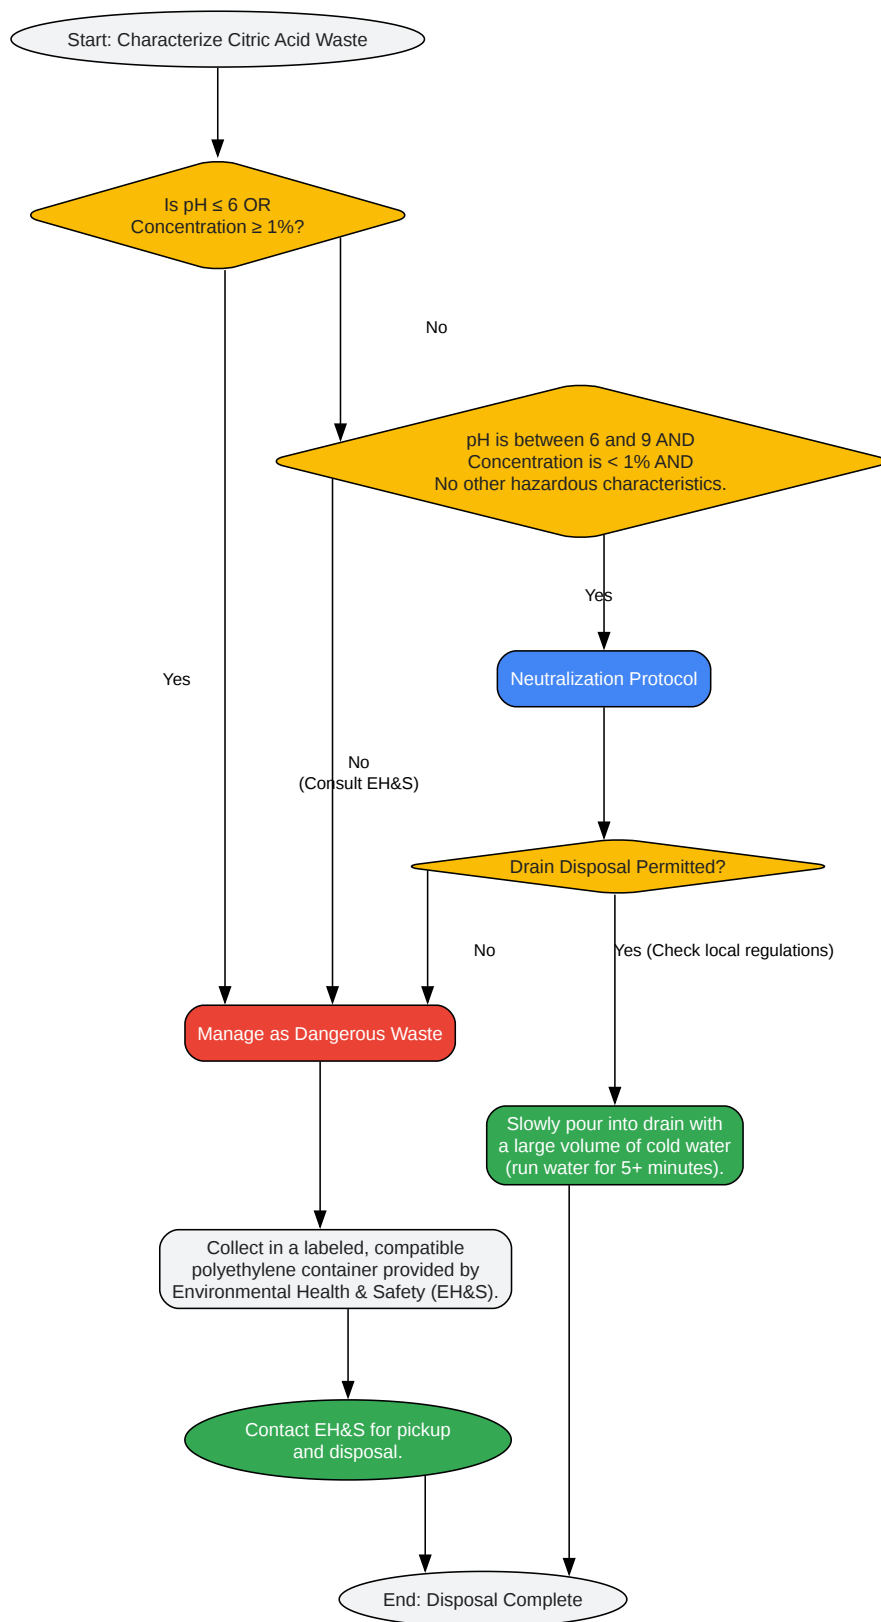 Start: Characterize Citric Acid Waste
Is pH ≤ 6 OR
Concentration ≥ 1%?
No
pH is between 6 and 9 AND
Concentration is < 1% AND
No other hazardous characteristics.
Yes
Neutralization Protocol
Yes
No
(Consult EH&S)
Drain Disposal Permitted?
No
Yes (Check local regulations)
Manage as Dangerous Waste
Slowly pour into drain with
a large volume of cold water
(run water for 5+ minutes).
Collect in a labeled, compatible
polyethylene container provided by
Environmental Health & Safety (EH&S).
Contact EH&S for pickup
and disposal.
End: Disposal Complete